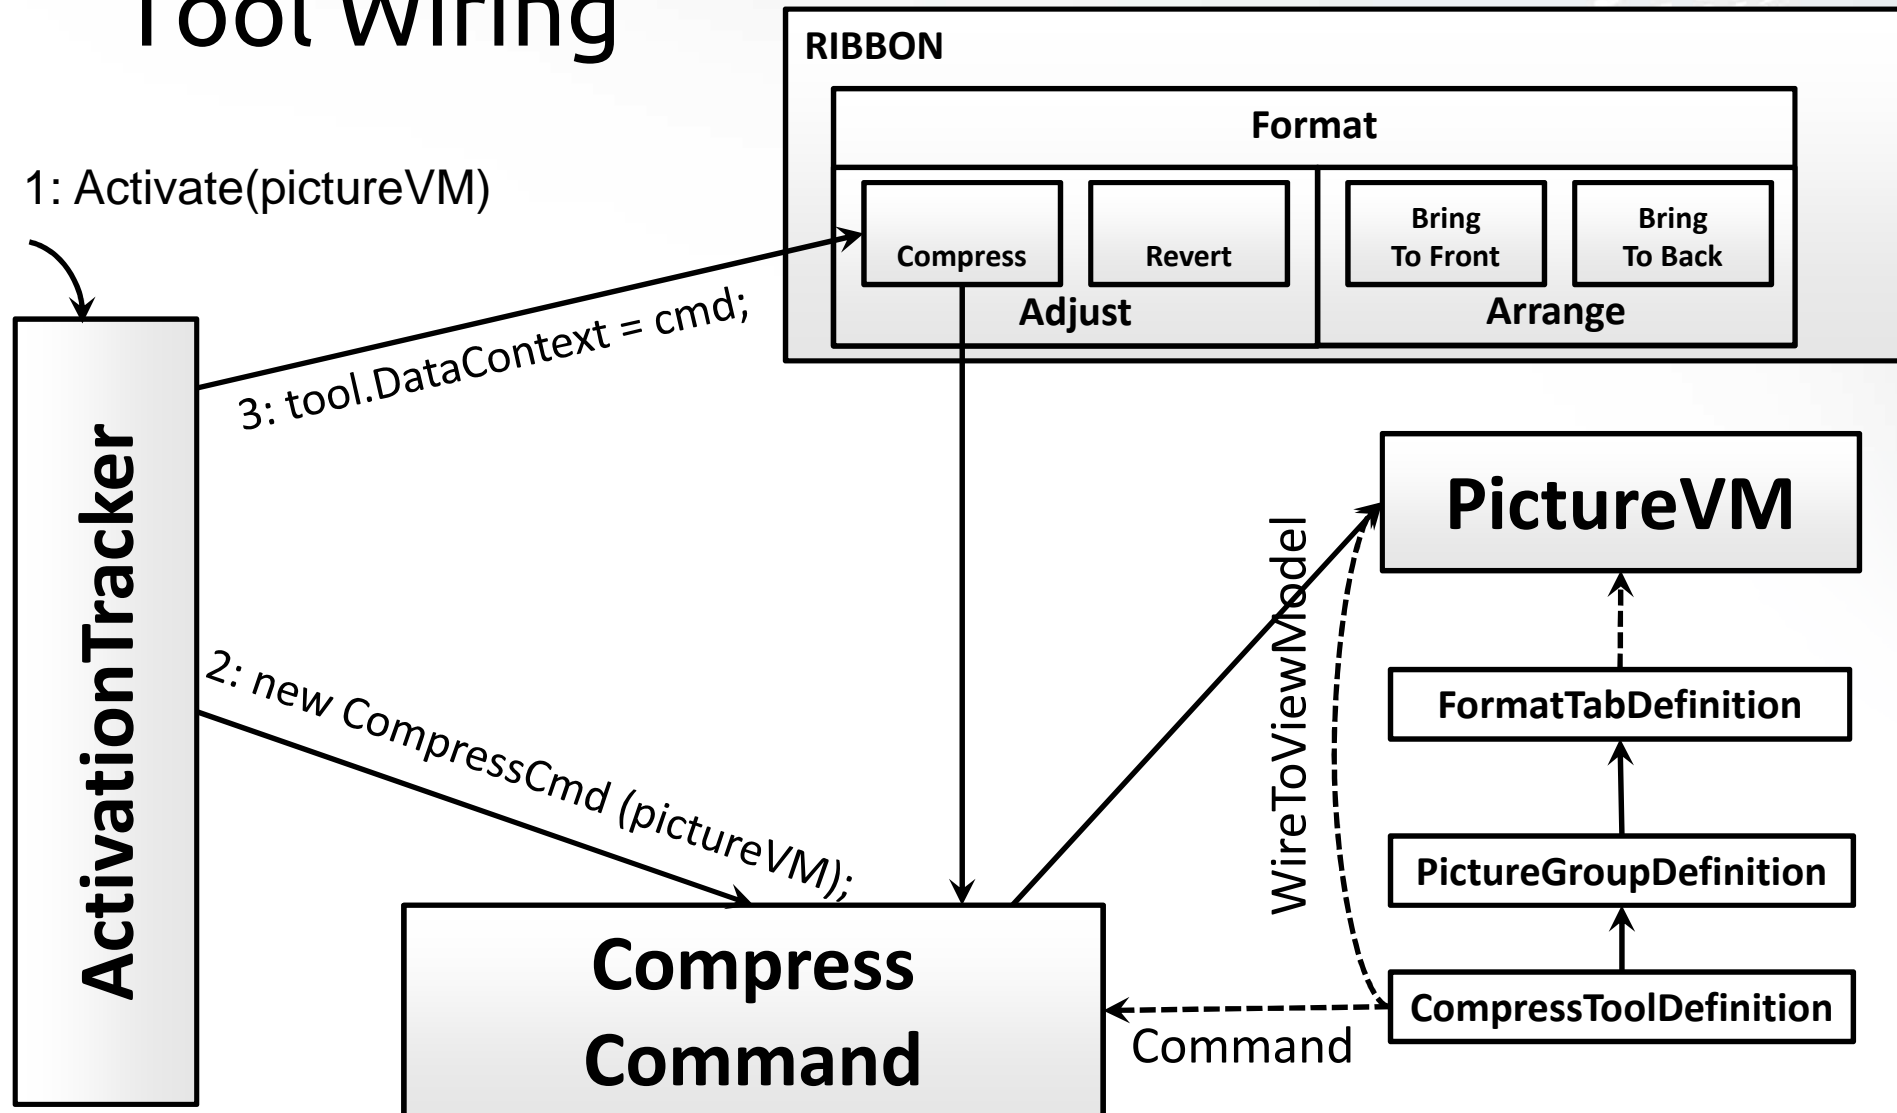 Tool Wiring
RIBBON
Format
Compress
Revert
Bring
To Front
Bring
To Back
Adjust
Arrange
1: Activate(pictureVM)
3: tool.DataContext = cmd;
ActivationTracker
2: new CompressCmd (pictureVM);
PictureVM
WireToViewModel
FormatTabDefinition
PictureGroupDefinition
CompressToolDefinition
Command
Compress
Command